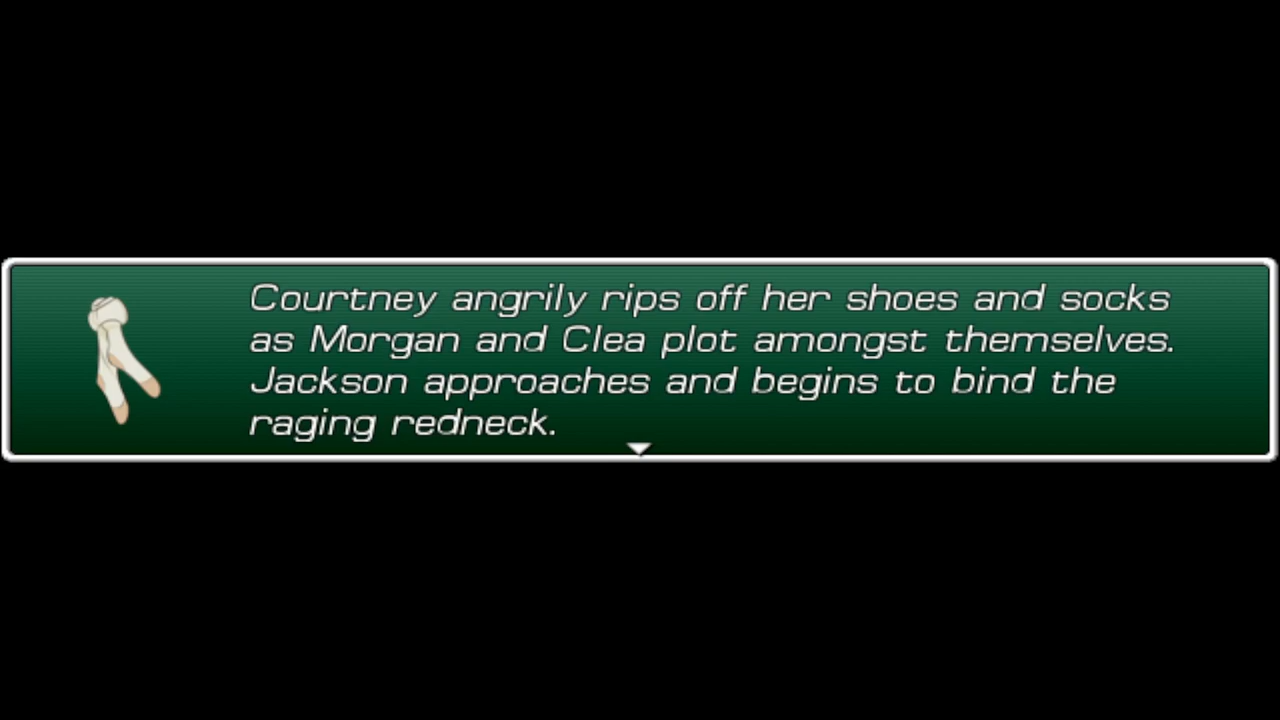 Courtney angrily rips off her shoes and socks
as Morgan and Clea plot amongst themselves.
Jackson approaches and begins to bind the
raging redneck.